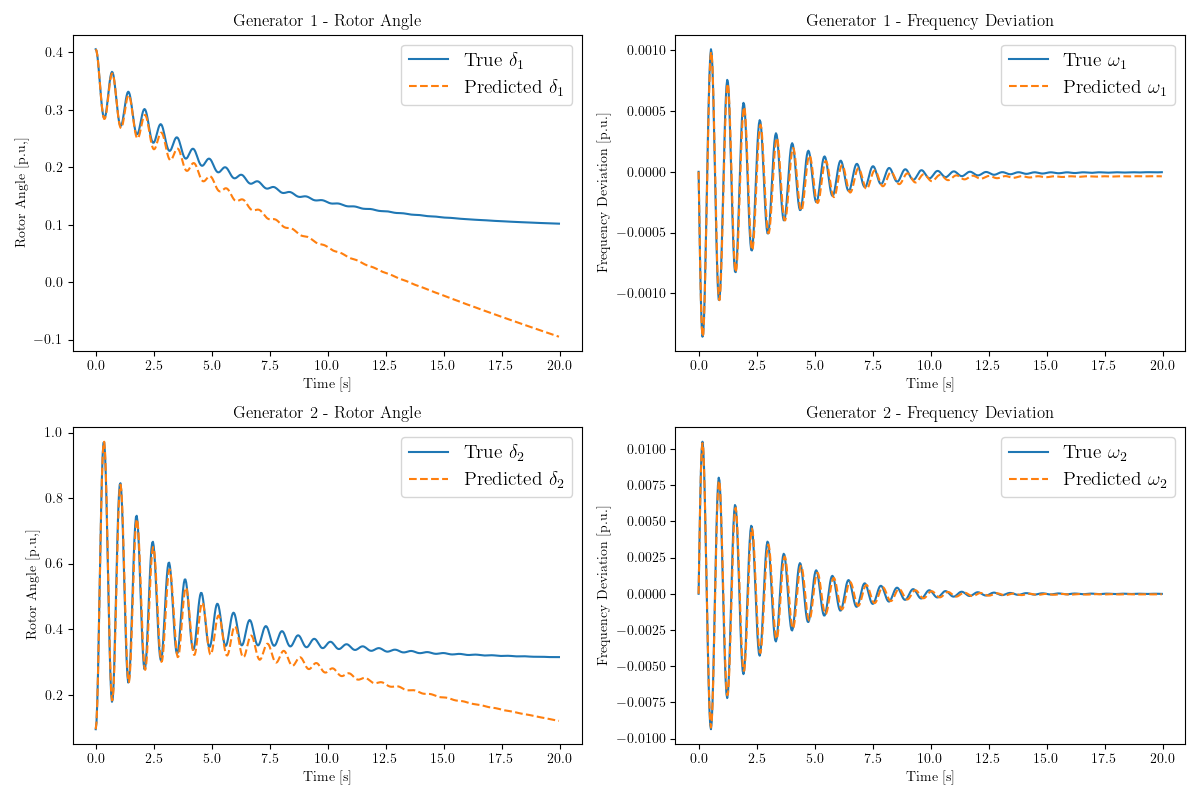 Generator 1 - Rotor Angle
0.4
0.3
0.2
0.1
0.0
−0.1
Rotor Angle [p.u,]
True δ1
Predicted δ1
0.0 2.5 5.0 7.5 10.0 12.5 15.0 17.5 20.0
Time [s]
Generator 1 - Frequency Deviation
0.0010
0.0005
0.0000
−0.0005
−0.0010
Frequency Deviation [p.u.]
True ω1
Predicted ω1
0.0 2.5 5.0 7.5 10.0 12.5 15.0 17.5 20.0
Time [s]
Generator 2 - Rotor Angle
1.0
0.8
0.6
0.4
0.2
Rotor Angle [p.u,]
True δ2
Predicted δ2
0.0 2.5 5.0 7.5 10.0 12.5 15.0 17.5 20.0
Time [s]
Generator 2 - Frequency Deviation
0.0100
0.0075
0.0050
0.0025
0.0000
−0.0025
−0.0050
−0.0075
−0.0100
Frequency Deviation [p.u.]
True ω2
Predicted ω2
0.0 2.5 5.0 7.5 10.0 12.5 15.0 17.5 20.0
Time [s]